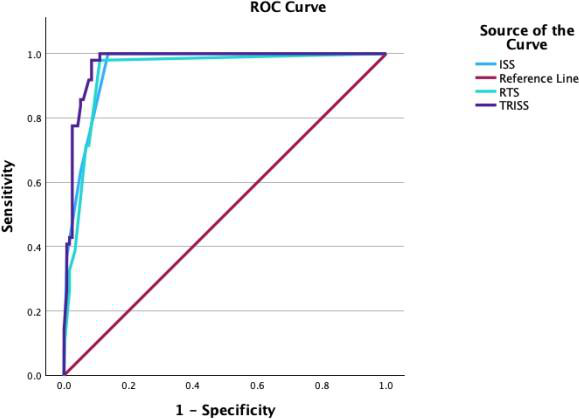 ROC Curve
Source of the
Curve
ISS
Reference Line
RTS
TRISS
Sensitivity
1.0
0.8
0.6
0.4
0.2
0.0
0.0 0.2 0.4 0.6 0.8 1.0
1 - Specificity